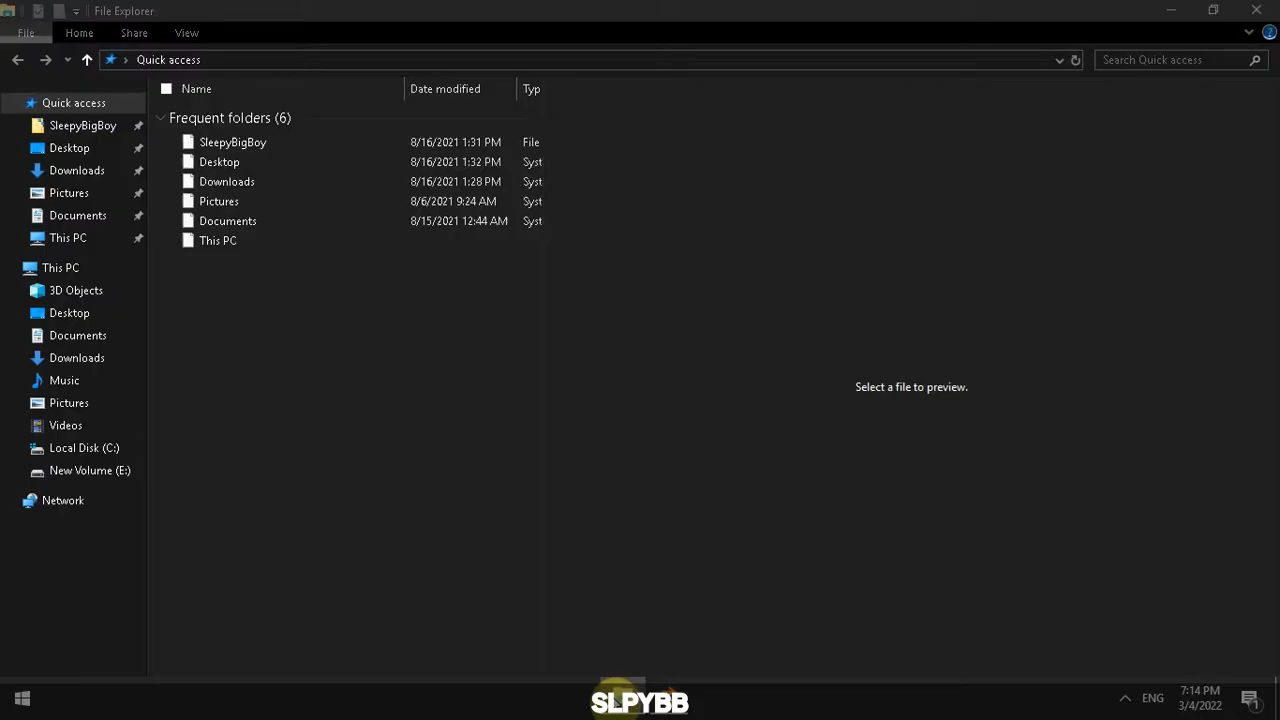 File Explorer
File Home Share View
Quick access Search Quick access
Name Date modified Typ
Quick access
SleepyBigBoy
Desktop
Downloads
Pictures
Documents
This PC
This PC
3D Objects
Desktop
Documents
Downloads
Music
Pictures
Videos
Local Disk (C:)
New Volume (E:)
Network
Frequent folders (6)
SleepyBigBoy 8/16/2021 1:31 PM File
Desktop 8/16/2021 1:32 PM Syst
Downloads 8/16/2021 1:28 PM Syst
Pictures 8/6/2021 9:24 AM Syst
Documents 8/15/2021 12:44 AM Syst
This PC
Select a file to preview.
SLPYBB
ENG
7:14 PM
3/4/2022
1